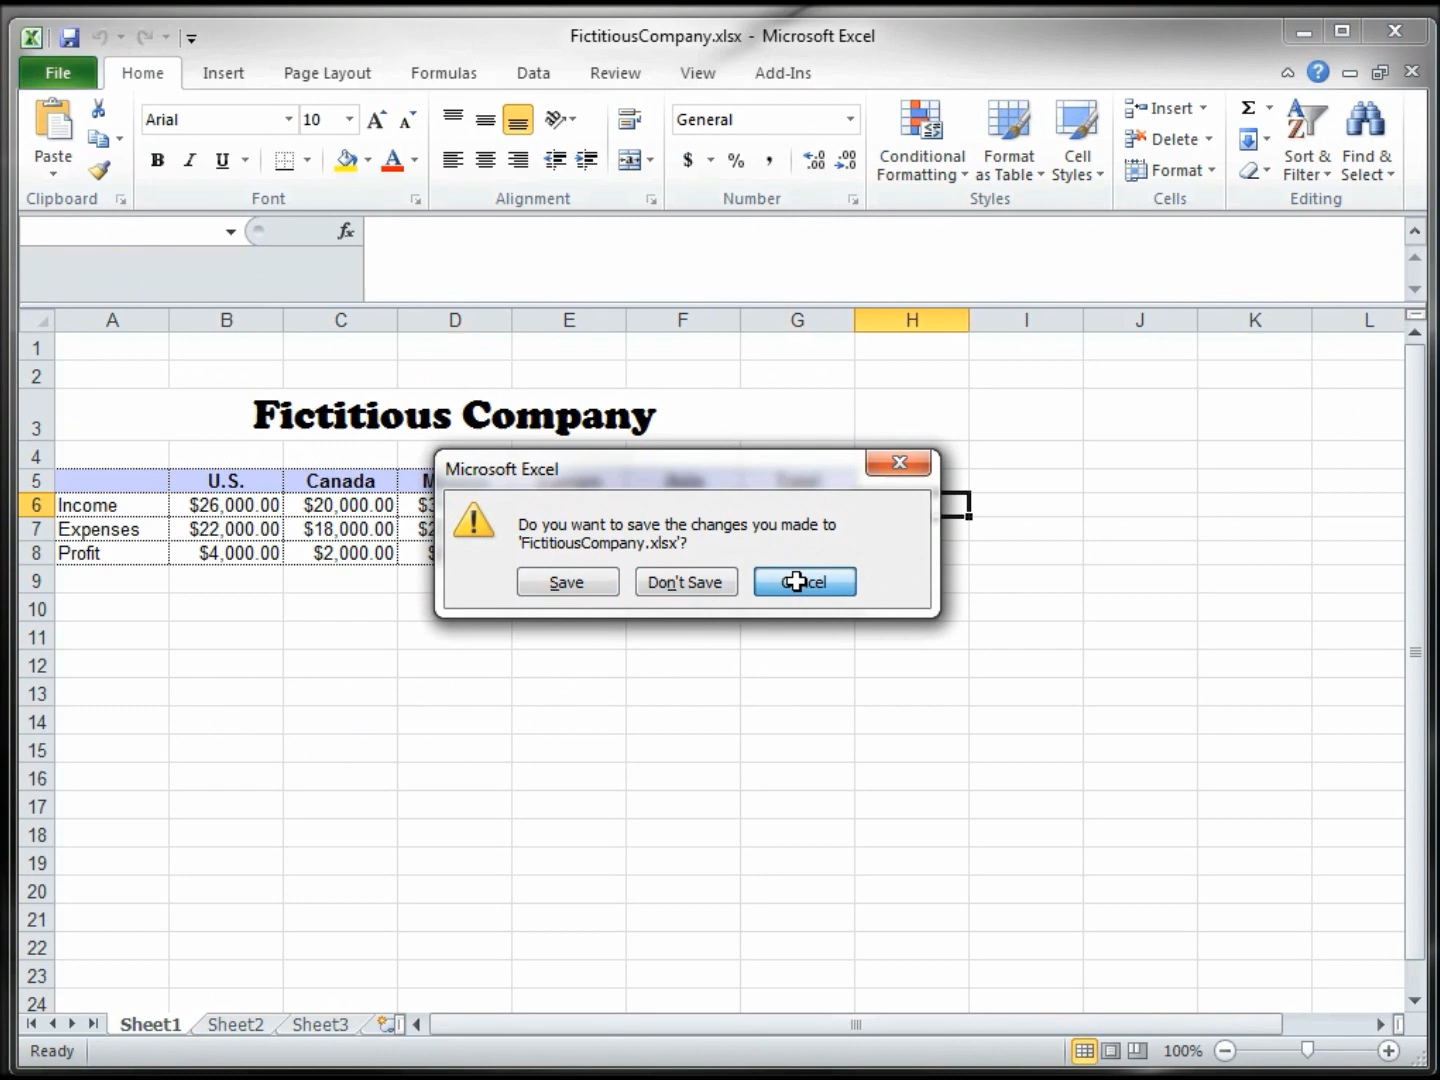 FictitiousCompany.xlsx - Microsoft Excel
File Home Insert Page Layout Formulas Data Review View Add-Ins
Arial 10 General Insert
Paste Conditional Formatting Format as Table Cell Styles Delete Sort & Filter Find & Select
B I U A $ % , .00 .00 Format
Clipboard Font Alignment Number Styles Cells Editing
fx
A B C D E F G H I J K L
1
2
3 Fictitious Company
4
5 U.S. Canada
6 Income $26,000.00 $20,000.00
7 Expenses $22,000.00 $18,000.00
8 Profit $4,000.00 $2,000.00
Microsoft Excel
Do you want to save the changes you made to
'FictitiousCompany.xlsx'?
Save Don't Save Cancel
9
10
11
12
13
14
15
16
17
18
19
20
21
22
23
24
Sheet1 Sheet2 Sheet3
Ready 100%